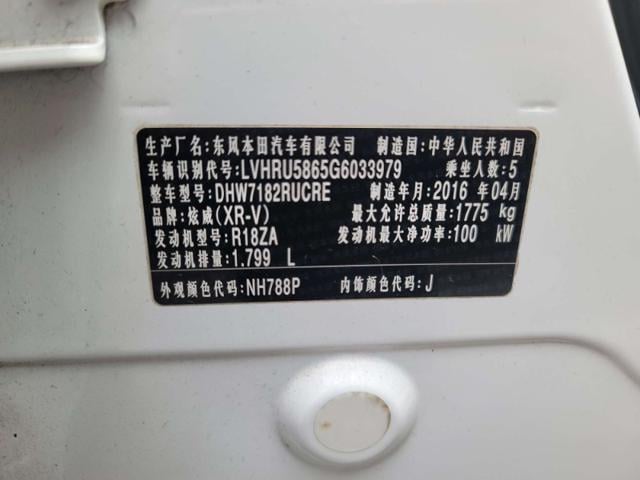 生产厂名:东风本田汽车有限公司 制造国:中华人民共和国
车辆识别代号:LVHRU5865G6033979 乘坐人数:5
整车型号:DHW7182RUCRE 制造年月:2016 年04月
品牌:炫威(XR-V) 最大允许总质量:1775 kg
发动机型号:R18ZA 发动机最大净功率:100 kW
发动机排量:1.799 L
外观颜色代码:NH788P 内饰颜色代码:J